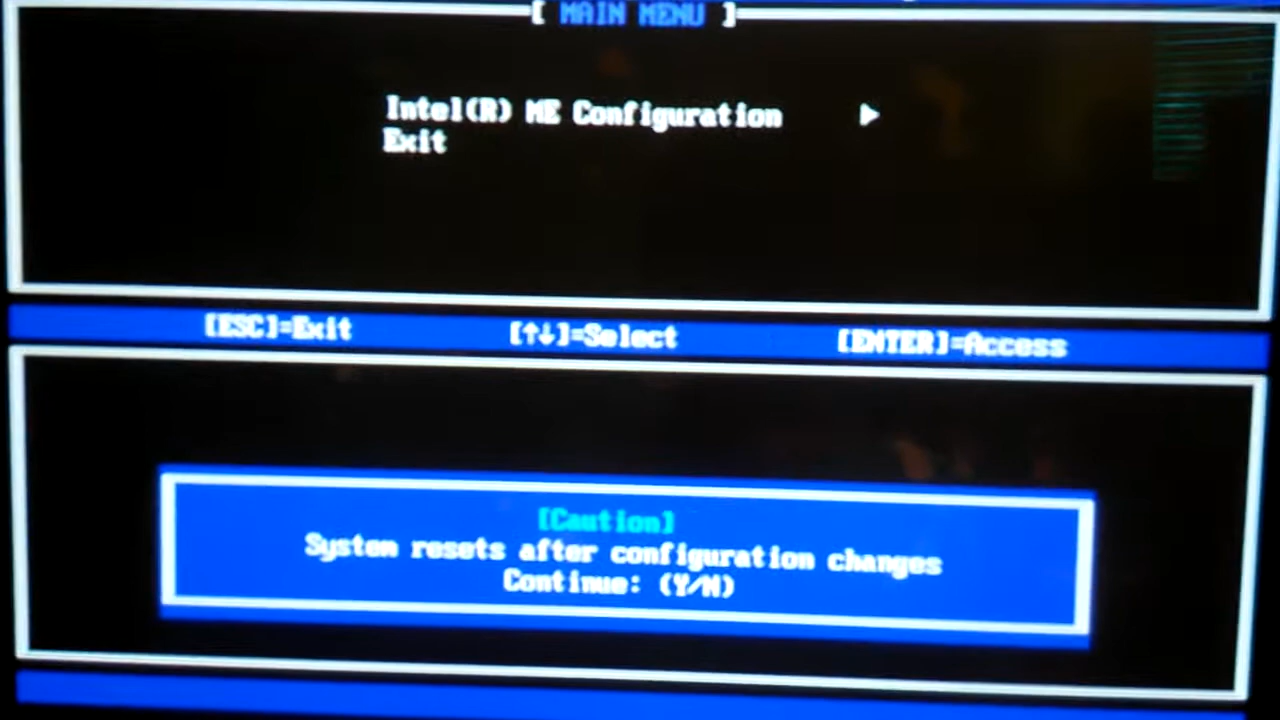 [ MAIN MENU ]
Intel(R) ME Configuration ►
Exit
[ESC]=Exit [↑↓]=Select [ENTER]=Access
[Caution]
System resets after configuration changes
Continue: (Y/N)